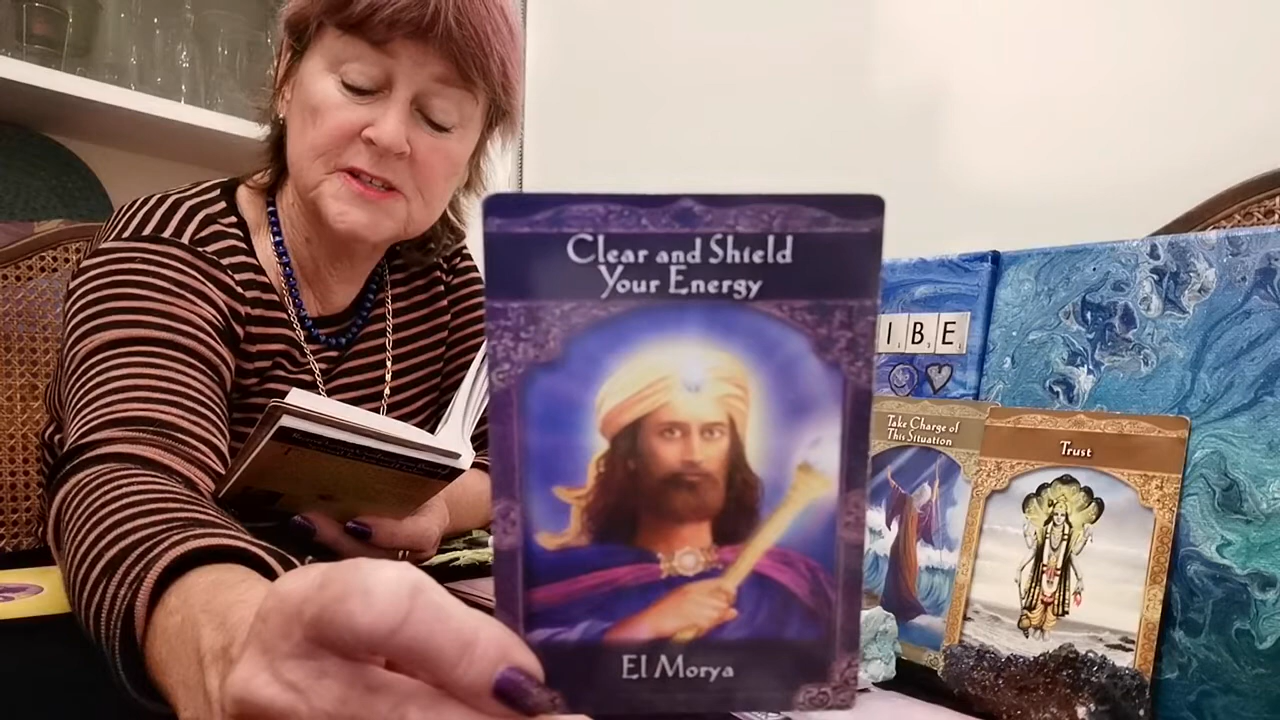 Clear and Shield
Your Energy
El Morya
IBE
Take Charge of
This Situation
Trust